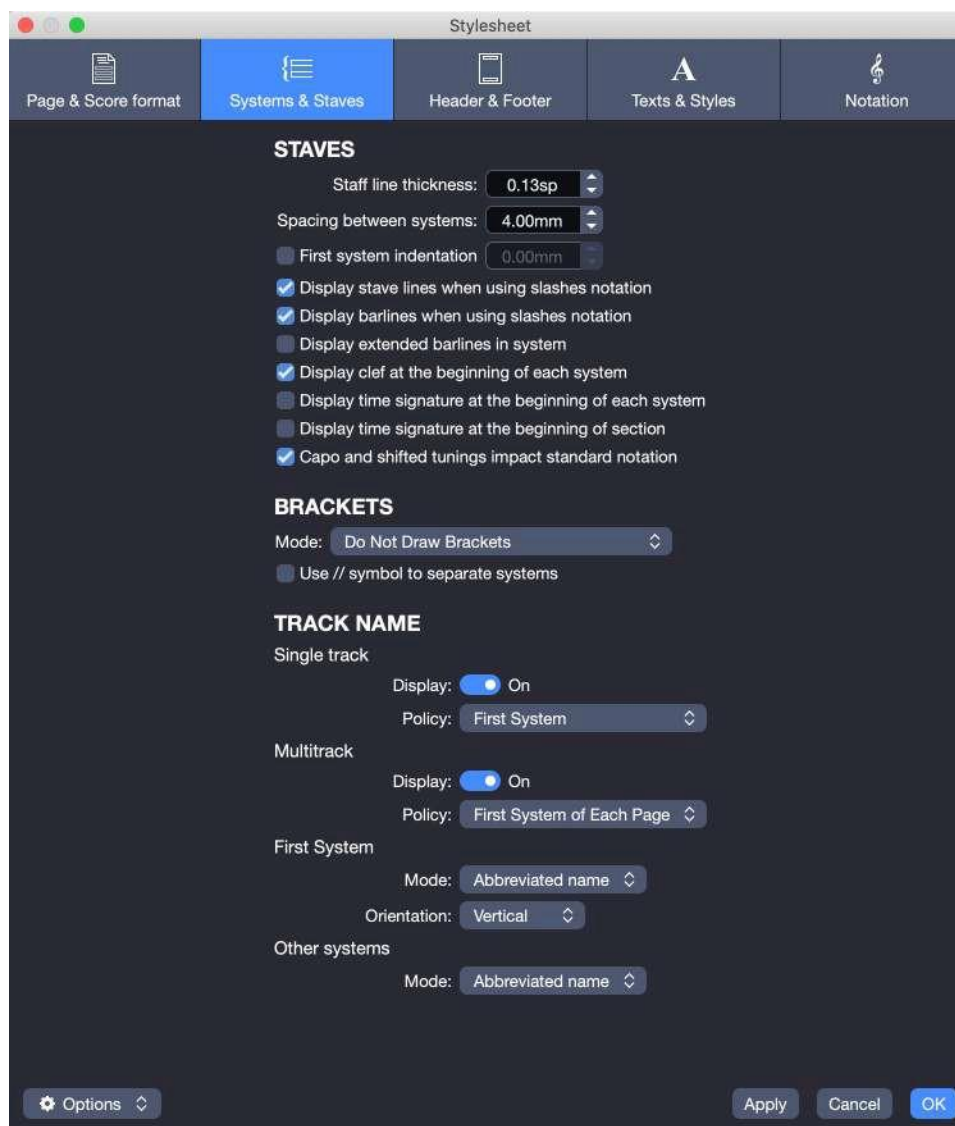 Stylesheet
Page & Score format
Systems & Staves
Header & Footer
A
Texts & Styles
Notation
STAVES
Staff line thickness: 0.13sp
Spacing between systems: 4.00mm
First system indentation 0.00mm
Display stave lines when using slashes notation
Display barlines when using slashes notation
Display extended barlines in system
Display clef at the beginning of each system
Display time signature at the beginning of each system
Display time signature at the beginning of section
Capo and shifted tunings impact standard notation
BRACKETS
Mode: Do Not Draw Brackets
Use // symbol to separate systems
TRACK NAME
Single track
Display: On
Policy: First System
Multitrack
Display: On
Policy: First System of Each Page
First System
Mode: Abbreviated name
Orientation: Vertical
Other systems
Mode: Abbreviated name
Options Apply Cancel OK